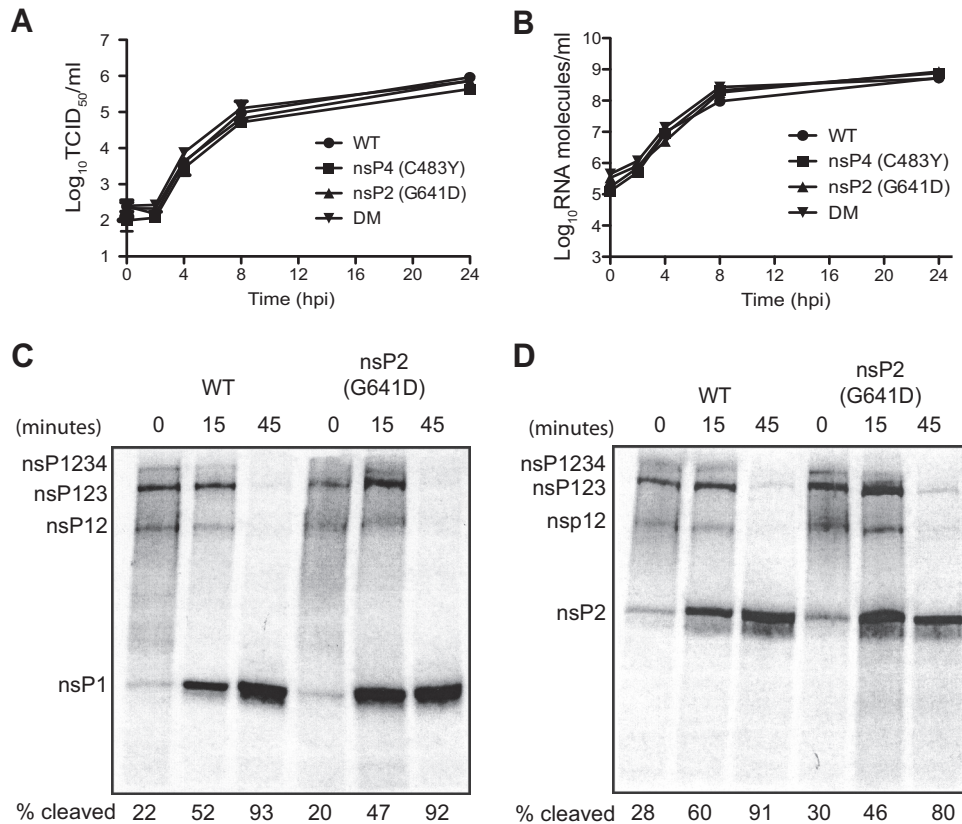 A
Log10TCID50/ml
7
6
5
4
3
2
1
0 4 8 12 16 20 24
Time (hpi)
WT
nsP4 (C483Y)
nsP2 (G641D)
DM
B
Log10RNA molecules/ml
10
9
8
7
6
5
4
3
0 4 8 12 16 20 24
Time (hpi)
WT
nsP4 (C483Y)
nsP2 (G641D)
DM
C
WT
nsP2
(G641D)
(minutes) 0 15 45 0 15 45
nsP1234
nsP123
nsP12
nsP1
% cleaved 22 52 93 20 47 92
D
WT
nsP2
(G641D)
(minutes) 0 15 45 0 15 45
nsP1234
nsP123
nsp12
nsP2
% cleaved 28 60 91 30 46 80